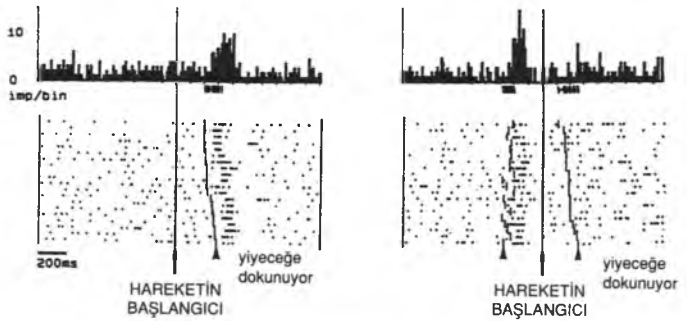 10
0
imp/bin
200ms
HAREKETİN
BAŞLANGICI
yiyeceğe
dokunuyor
HAREKETİN
BAŞLANGICI
yiyeceğe
dokunuyor